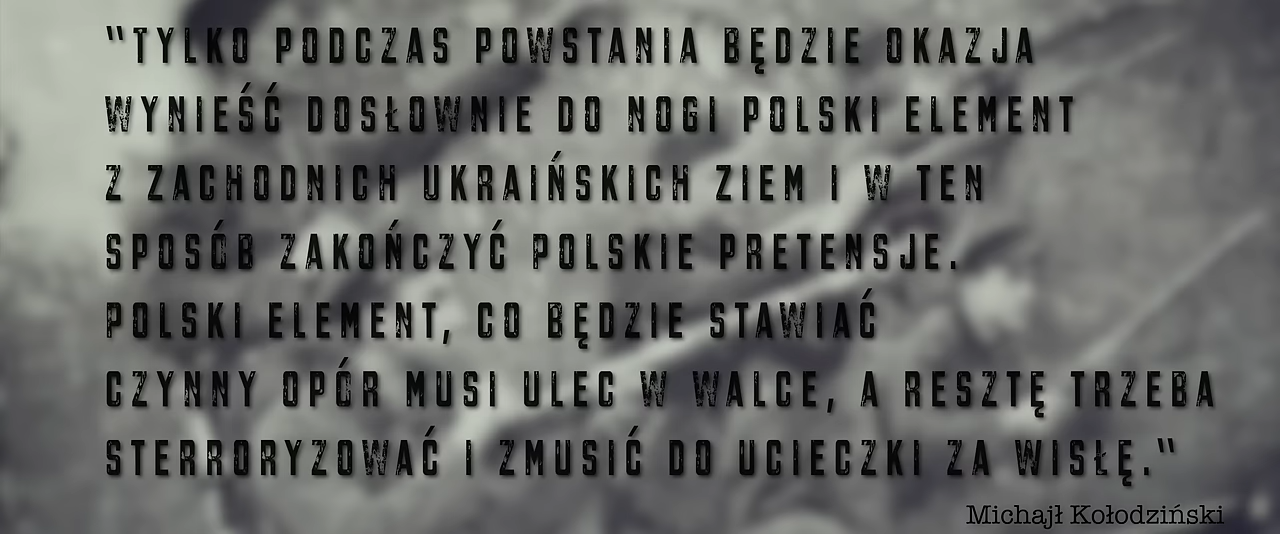 "TYLKO PODCZAS POWSTANIA BĘDZIE OKAZJA
WYNIEŚĆ DOSŁOWNIE DO NOGI POLSKI ELEMENT
Z ZACHODNICH UKRAIŃSKICH ZIEM I W TEN
SPOSÓB ZAKOŃCZYĆ POLSKIE PRETENSJE.
POLSKI ELEMENT, CO BĘDZIE STAWIAĆ
CZYNNY OPÓR MUSI ULEC W WALCE, A RESZTĘ TRZEBA
STERRORYZOWAĆ I ZMUSIĆ DO UCIECZKI ZA WISŁĘ."
Michajł Kołodziński